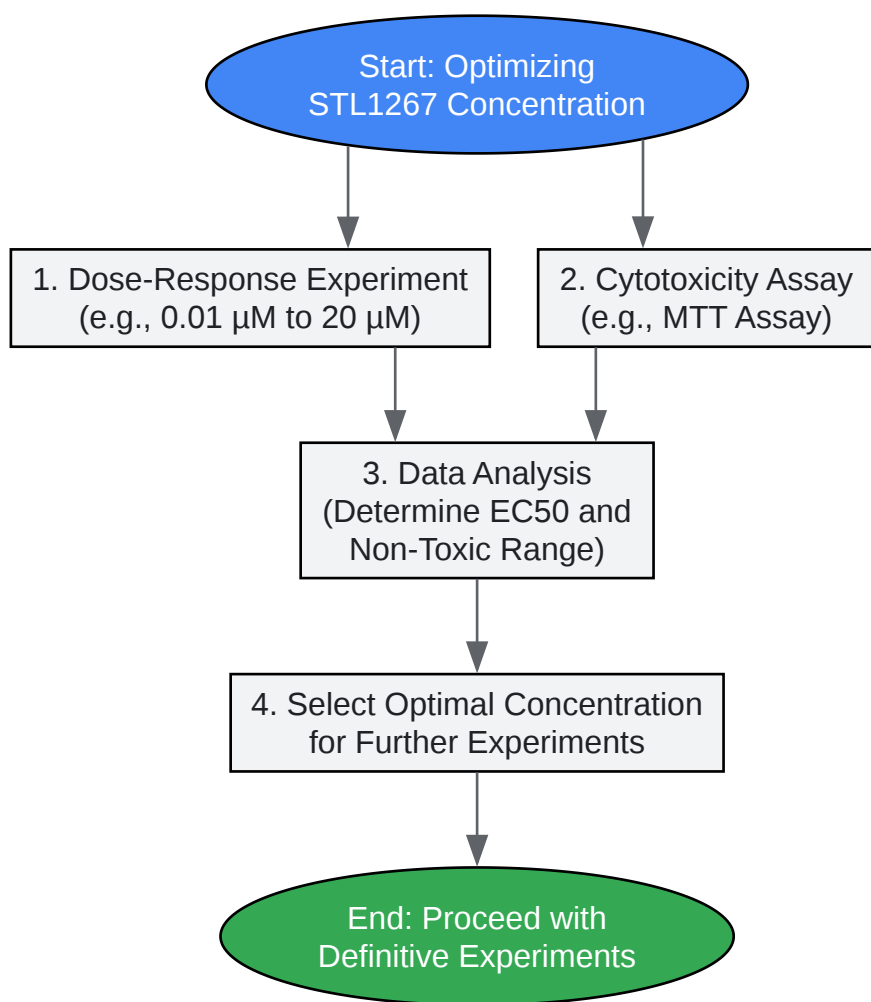 Start: Optimizing
STL1267 Concentration
1. Dose-Response Experiment
(e.g., 0.01 µM to 20 µM)
2. Cytotoxicity Assay
(e.g., MTT Assay)
3. Data Analysis
(Determine EC50 and
Non-Toxic Range)
4. Select Optimal Concentration
for Further Experiments
End: Proceed with
Definitive Experiments